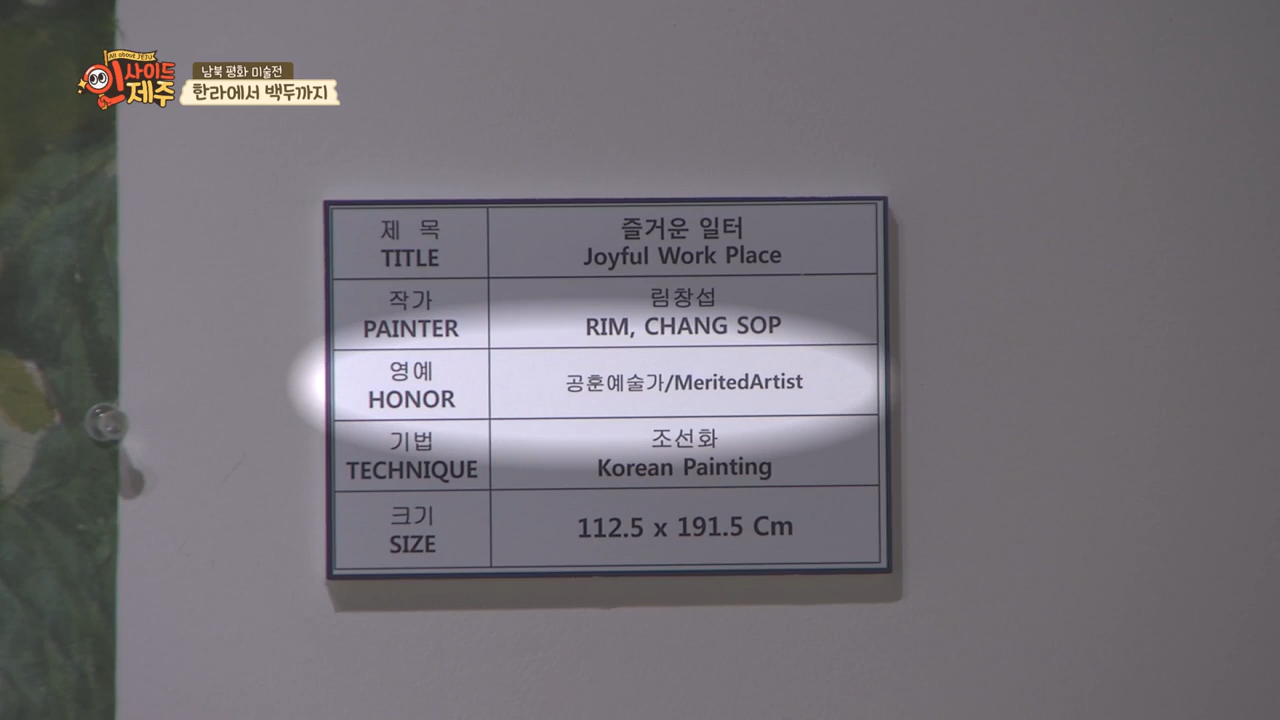 All about JEJU
인사이드
제주
남북 평화 미술전
한라에서 백두까지
제 목 즐거운 일터
TITLE Joyful Work Place
작가 림창섭
PAINTER RIM, CHANG SOP
영예
HONOR 공훈예술가/MeritedArtist
기법 조선화
TECHNIQUE Korean Painting
크기
SIZE 112.5 x 191.5 Cm